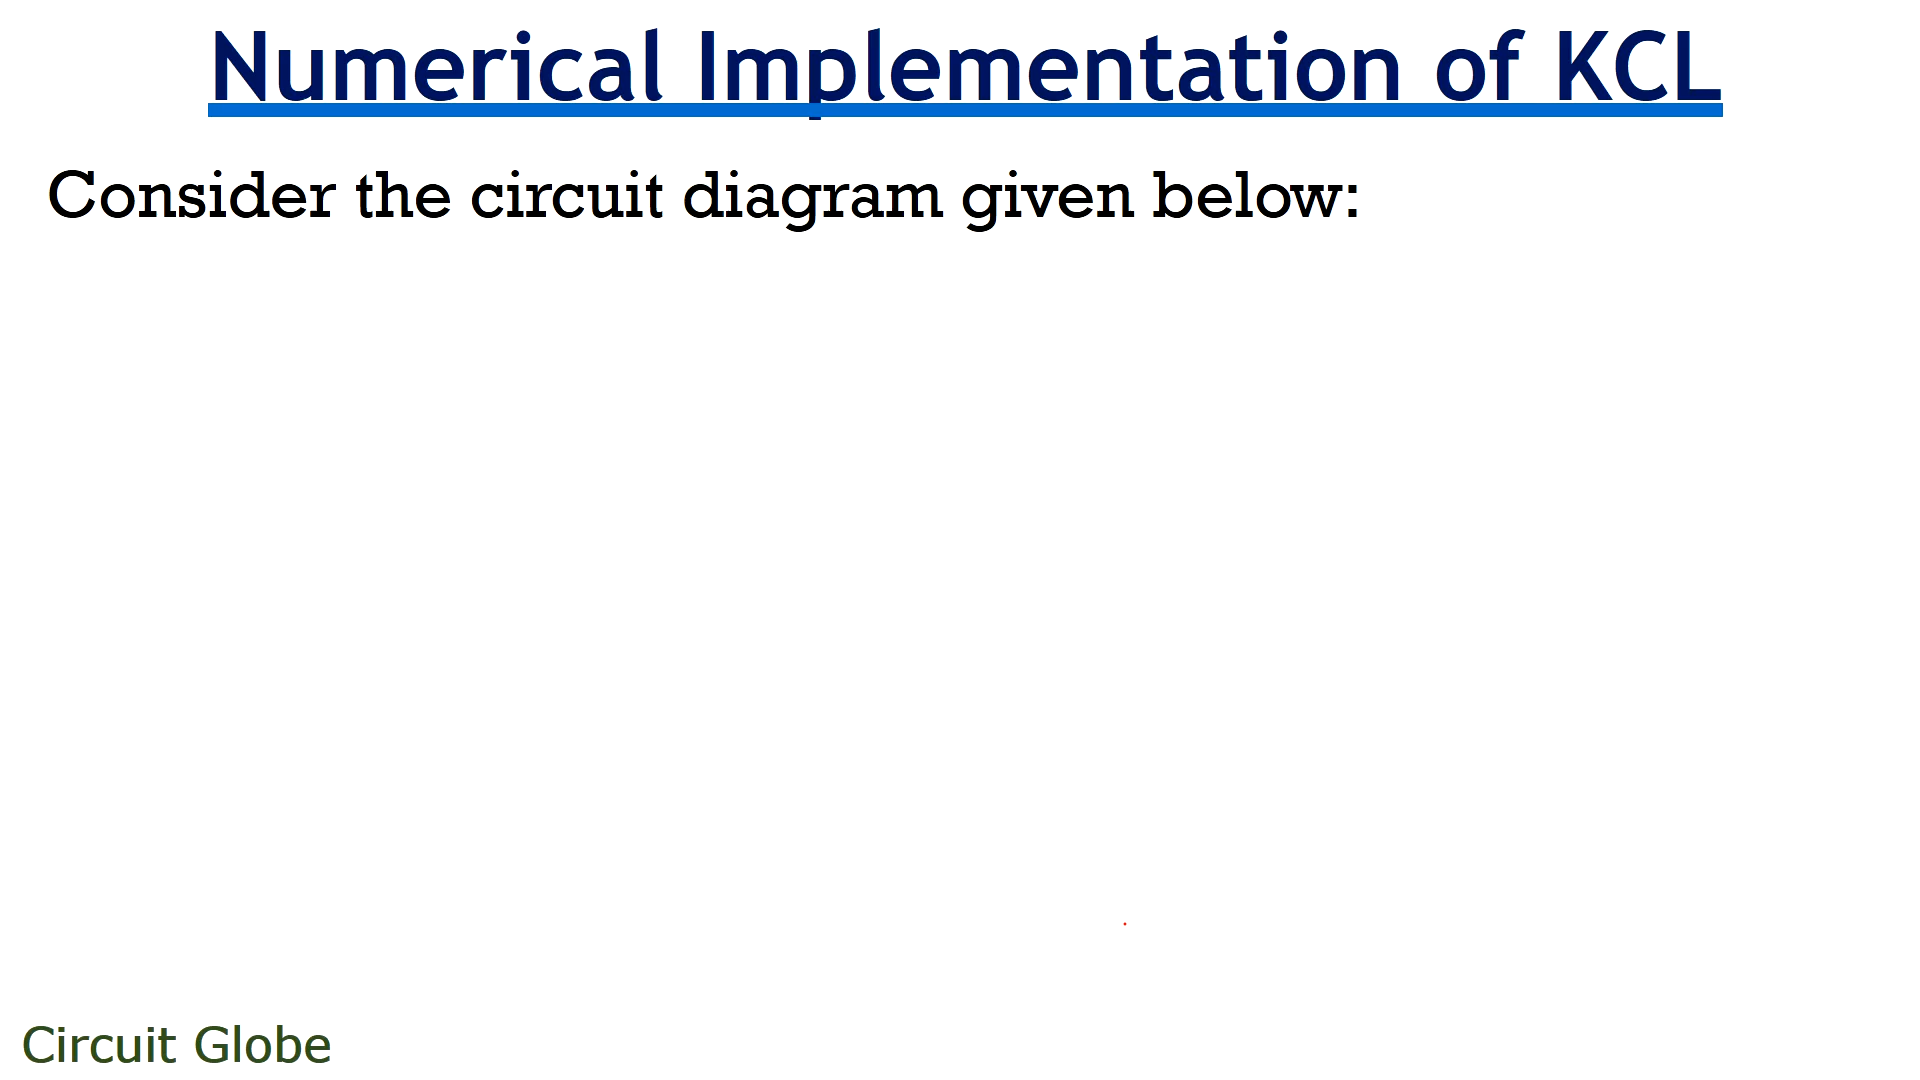 Numerical Implementation of KCL
Consider the circuit diagram given below:
Circuit Globe